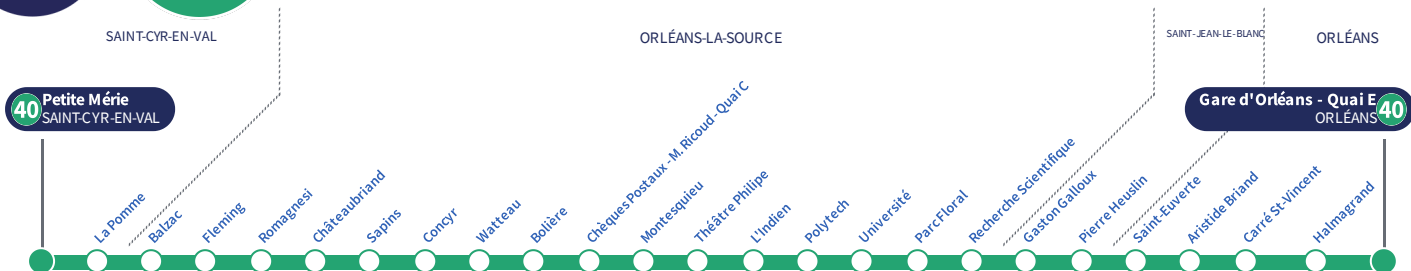 SAINT-CYR-EN-VAL
ORLÉANS-LA-SOURCE
SAINT-JEAN-LE-BLANC
ORLÉANS
40
Petite Mérie
SAINT-CYR-EN-VAL
Gare d'Orléans - Quai E
ORLÉANS
40
La Pomme
Balzac
Fleming
Romagnesi
Châteaubriand
Sapins
Concyr
Watteau
Bolière
Chèques Postaux - M. Ricoud - Quai C
Montesquieu
Théâtre Philipe
L'Indien
Polytech
Université
Parc Floral
Recherche Scientifique
Gaston Galloux
Pierre Heuslin
Saint-Euverte
Aristide Briand
Carré St-Vincent
Halmagrand